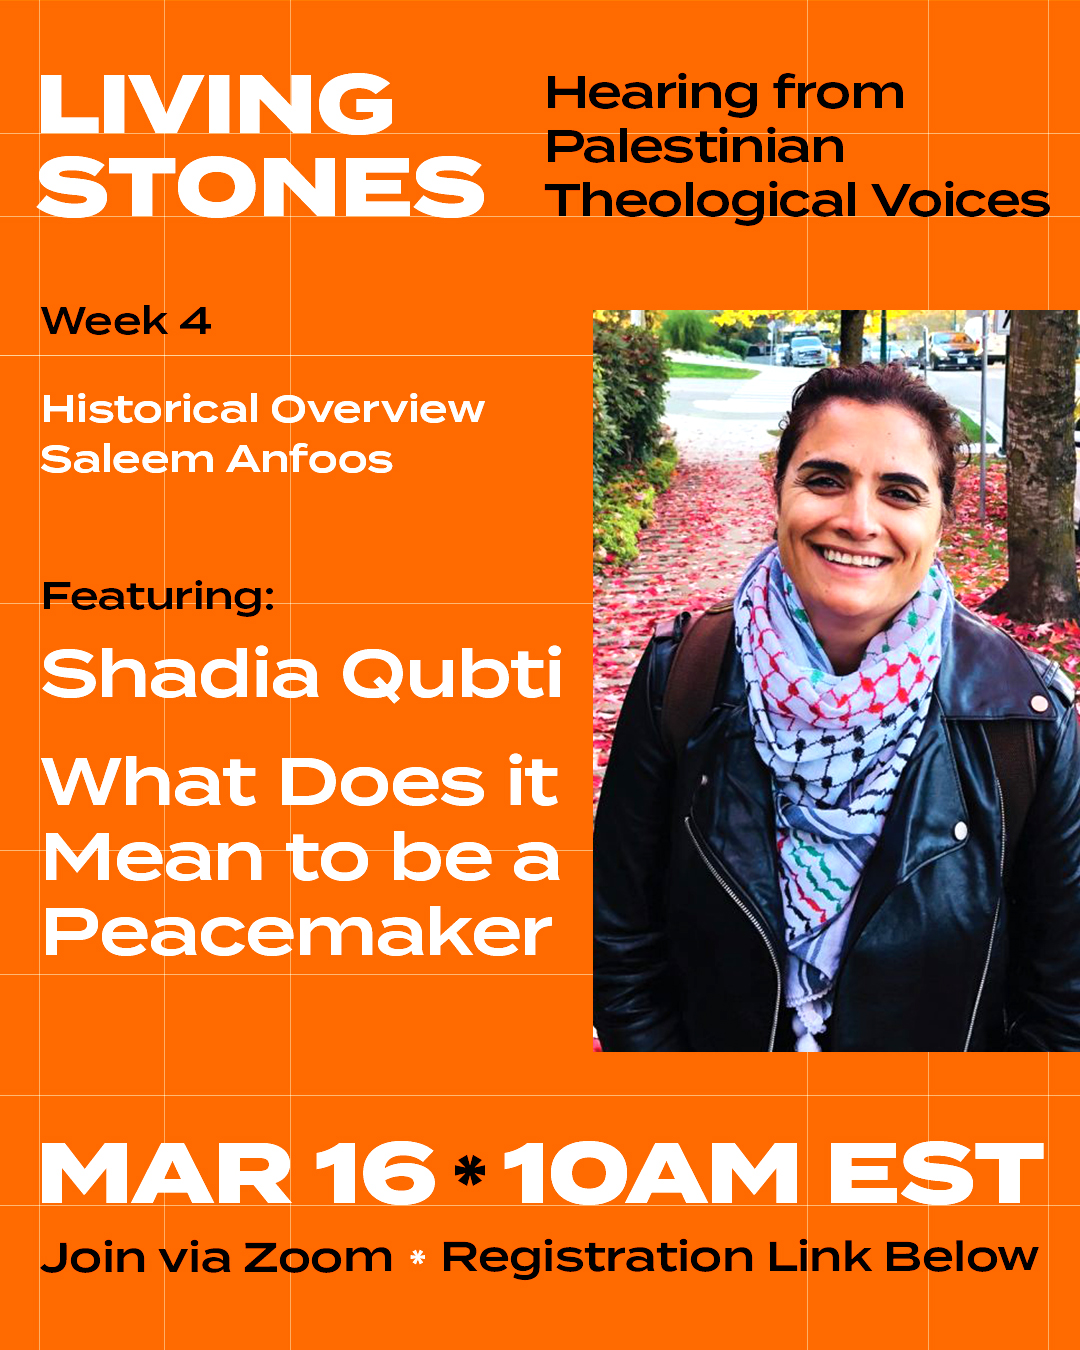 LIVING
STONES
Hearing from
Palestinian
Theological Voices
Week 4
Historical Overview
Saleem Anfoos
Featuring:
Shadia Qubti
What Does it
Mean to be a
Peacemaker
MAR 16 * 10AM EST
Join via Zoom * Registration Link Below